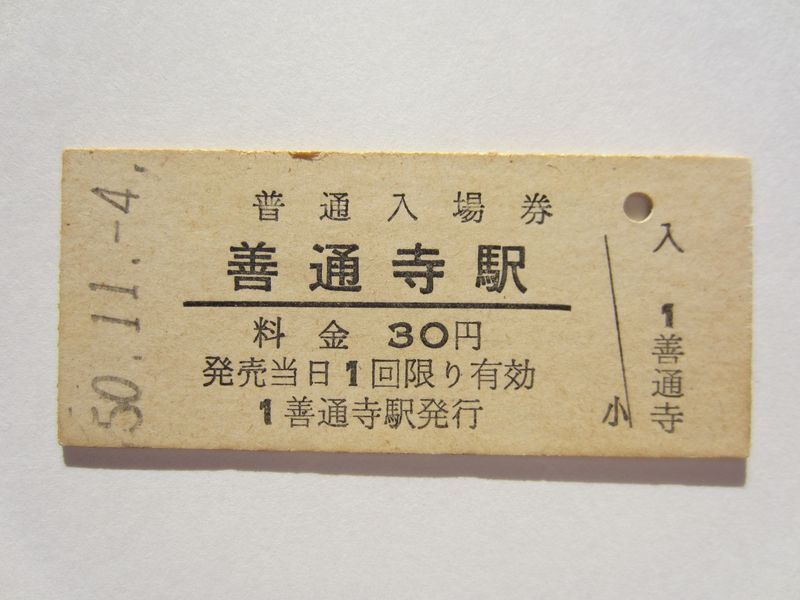 50.11.-4
普通入場券
善通寺駅
料金 30円
発売当日1回限り有効
1善通寺駅発行
小
入
1
善通寺